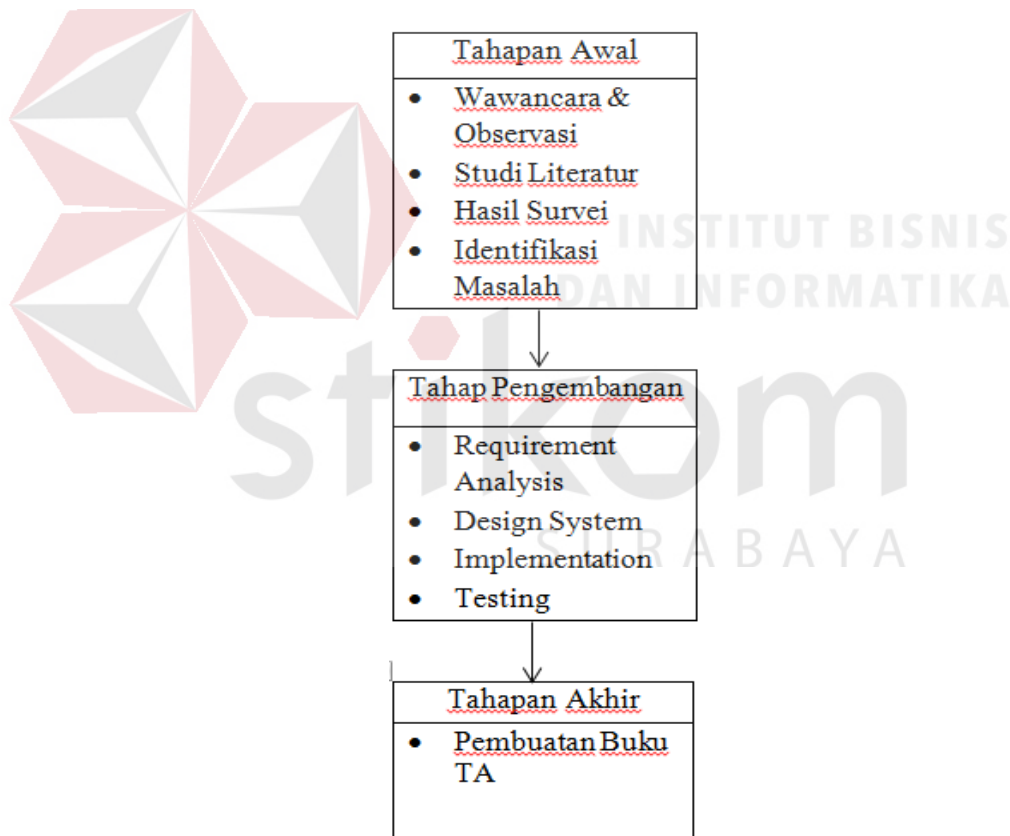 Tahapan Awal
• Wawancara &
Observasi
• Studi Literatur
• Hasil Survei
• Identifikasi
Masalah
INSTITUT BISNIS
DAN INFORMATIKA
stikom
SURABAYA
Tahap Pengembangan
• Requirement
Analysis
• Design System
• Implementation
• Testing
Tahapan Akhir
• Pembuatan Buku
TA